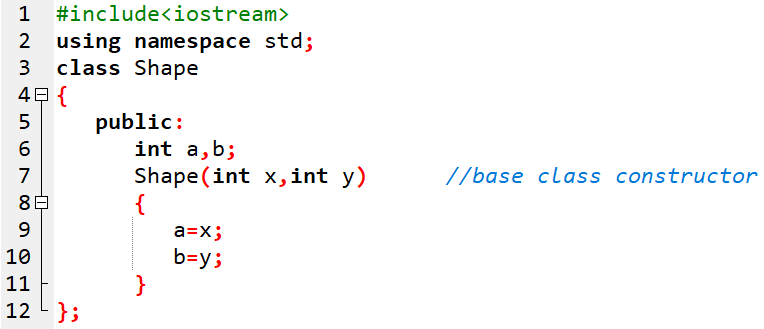 1 #include<iostream>
2 using namespace std;
3 class Shape
4 {
5 public:
6 int a,b;
7 Shape(int x,int y) //base class constructor
8 {
9 a=x;
10 b=y;
11 }
12 };